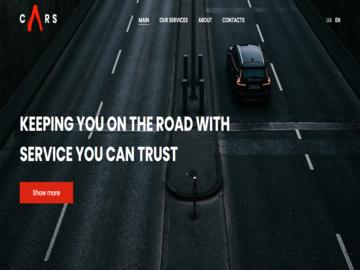 CARS
MAIN
OUR SERVICES
ABOUT
CONTACTS
UA EN
KEEPING YOU ON THE ROAD WITH
SERVICE YOU CAN TRUST
Show more